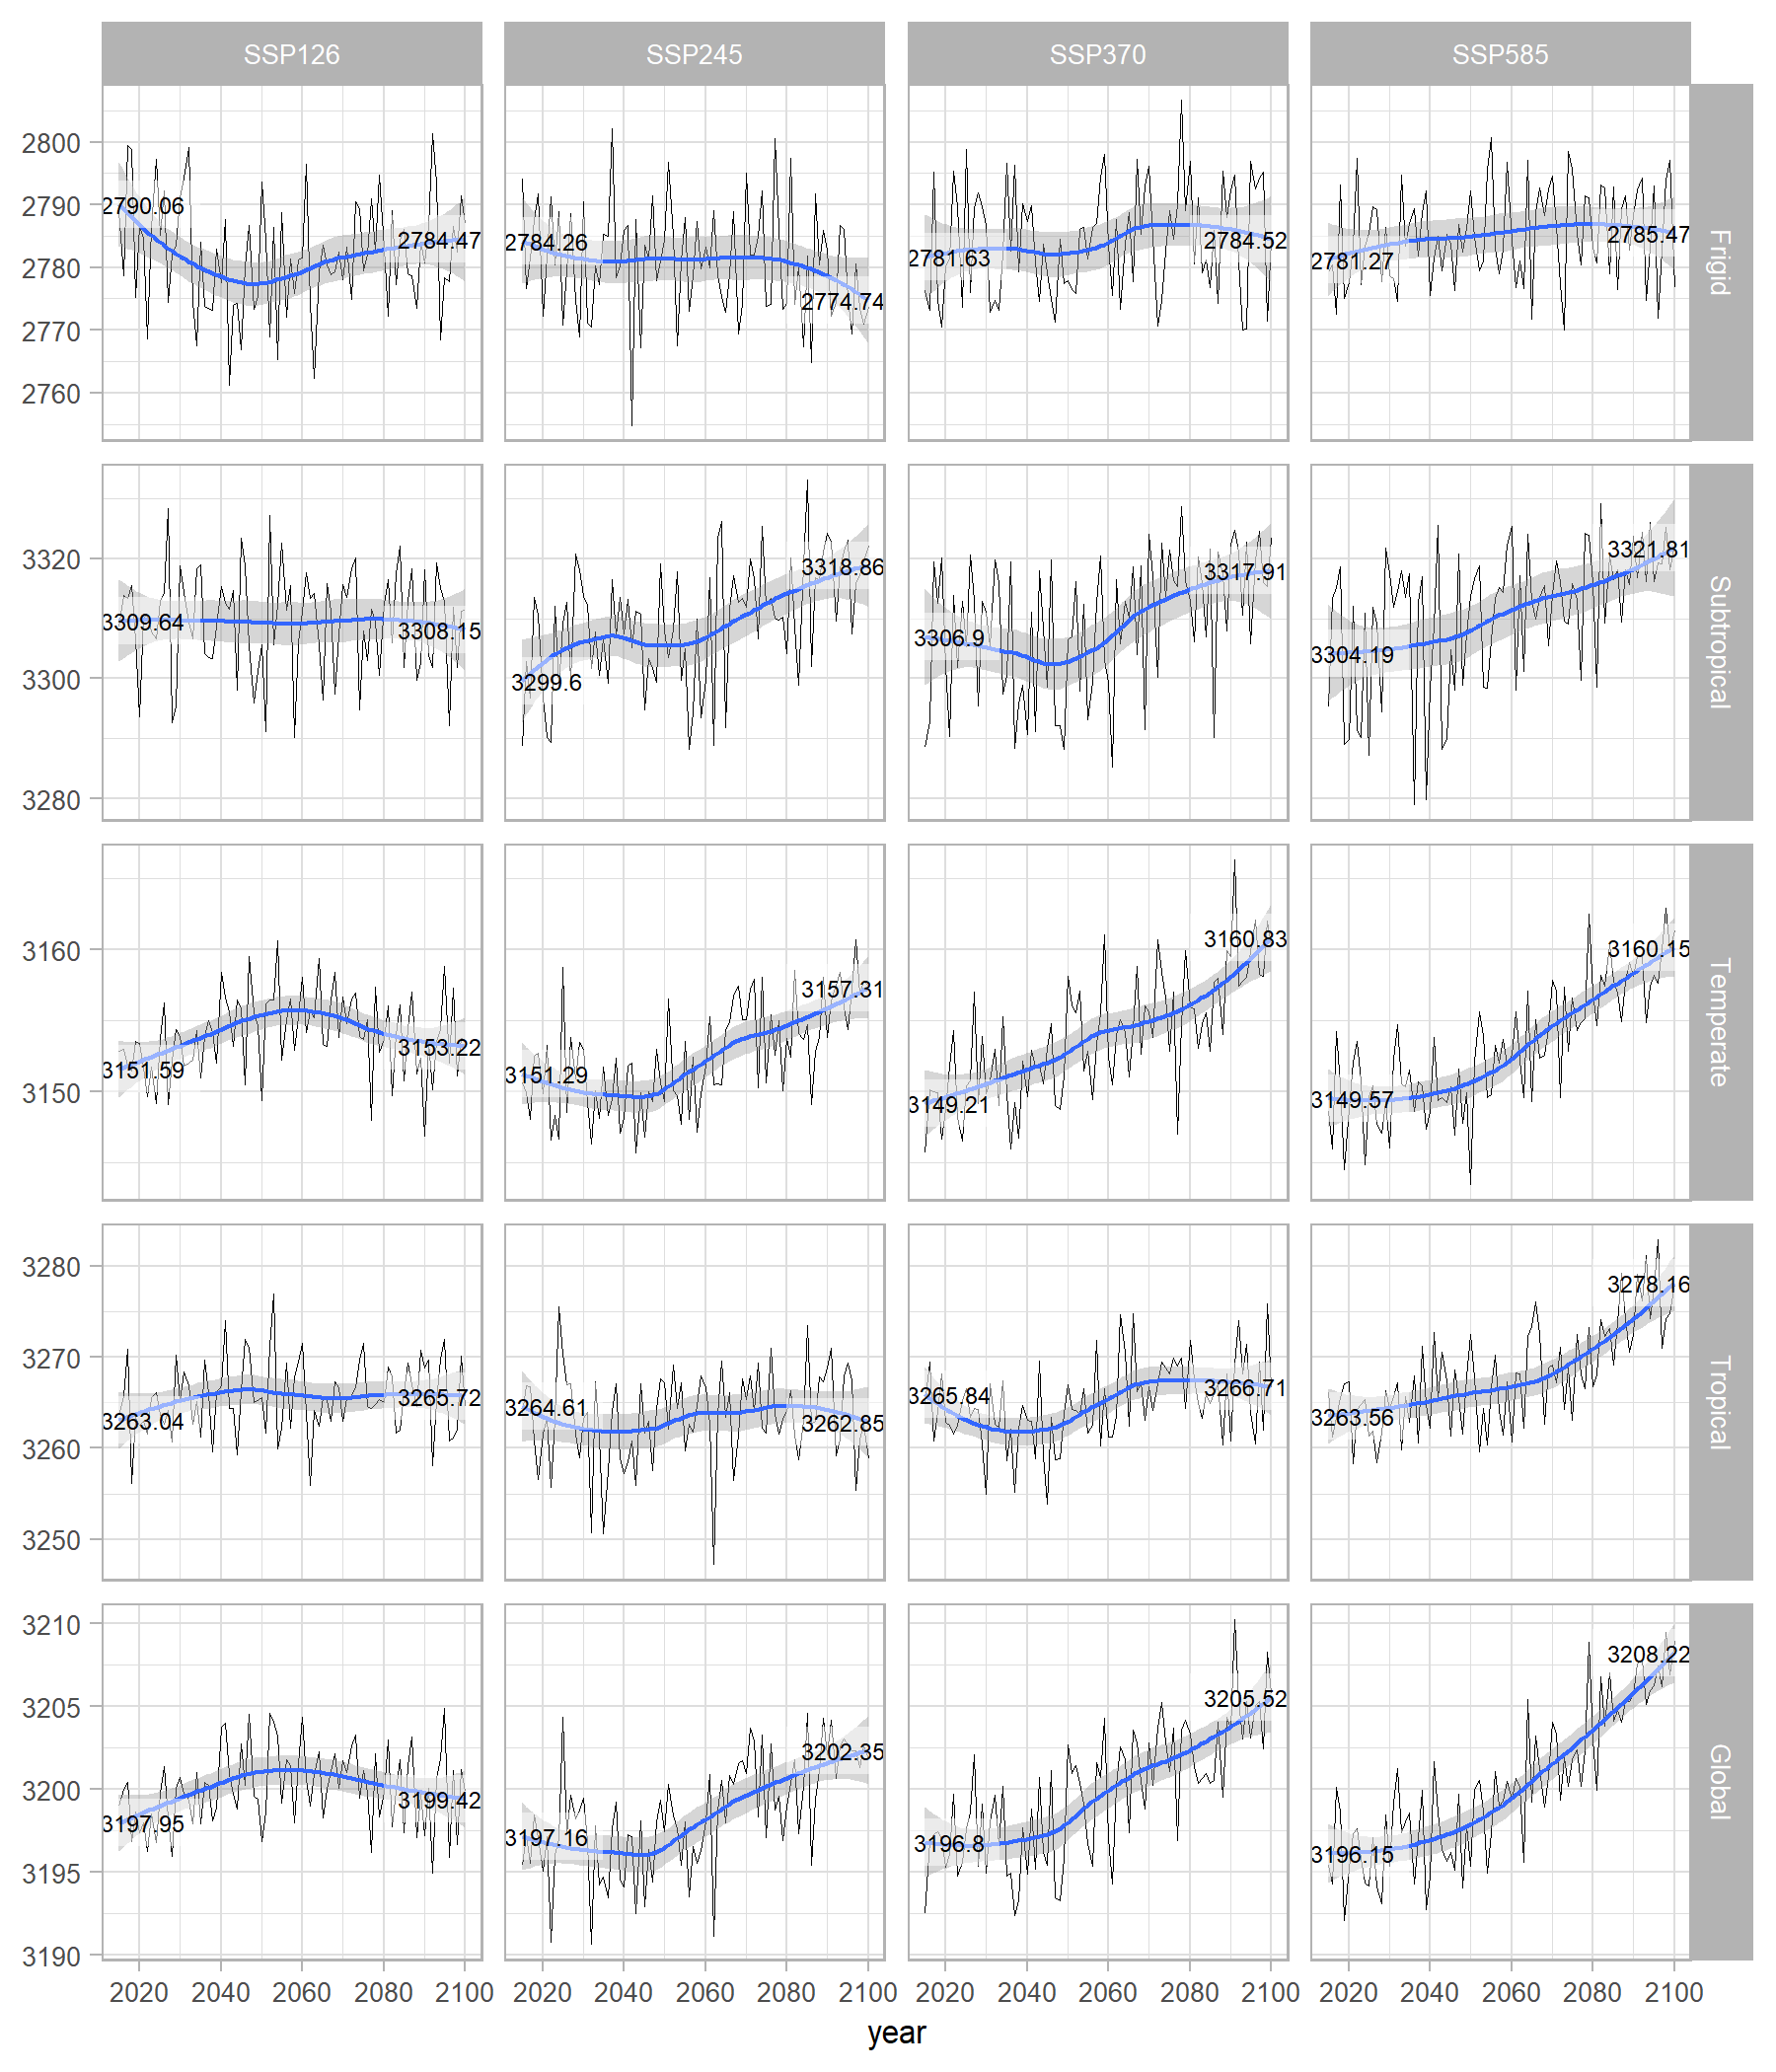 SSP126 SSP245 SSP370 SSP585
2800
2790
2780
2770
2760
2790.06 2784.47 2784.26 2774.74 2781.63 2784.52 2781.27 2785.47
Frigid
3320
3300
3280
3309.64 3308.15 3299.6 3318.86 3306.9 3317.91 3304.19 3321.81
Subtropical
3160
3150
3151.59 3153.22 3151.29 3157.31 3149.21 3160.83 3149.57 3160.15
Temperate
3280
3270
3260
3250
3263.04 3265.72 3264.61 3262.85 3265.84 3266.71 3263.56 3278.16
Tropical
3210
3205
3200
3195
3190
3197.95 3199.42 3197.16 3202.35 3196.8 3205.52 3196.15 3208.22
Global
2020 2040 2060 2080 2100 2020 2040 2060 2080 2100 2020 2040 2060 2080 2100 2020 2040 2060 2080 2100
year